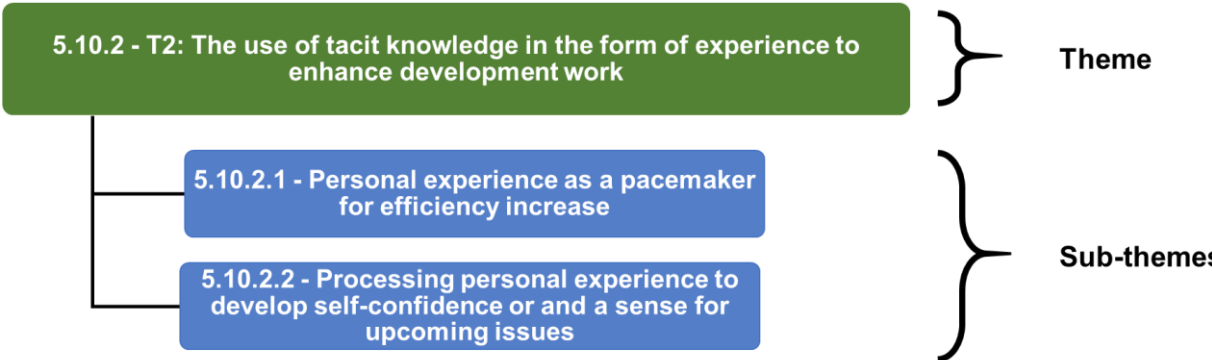 5.10.2 - T2: The use of tacit knowledge in the form of experience to
enhance development work
Theme
5.10.2.1 - Personal experience as a pacemaker
for efficiency increase
5.10.2.2 - Processing personal experience to
develop self-confidence or and a sense for
upcoming issues
Sub-themes